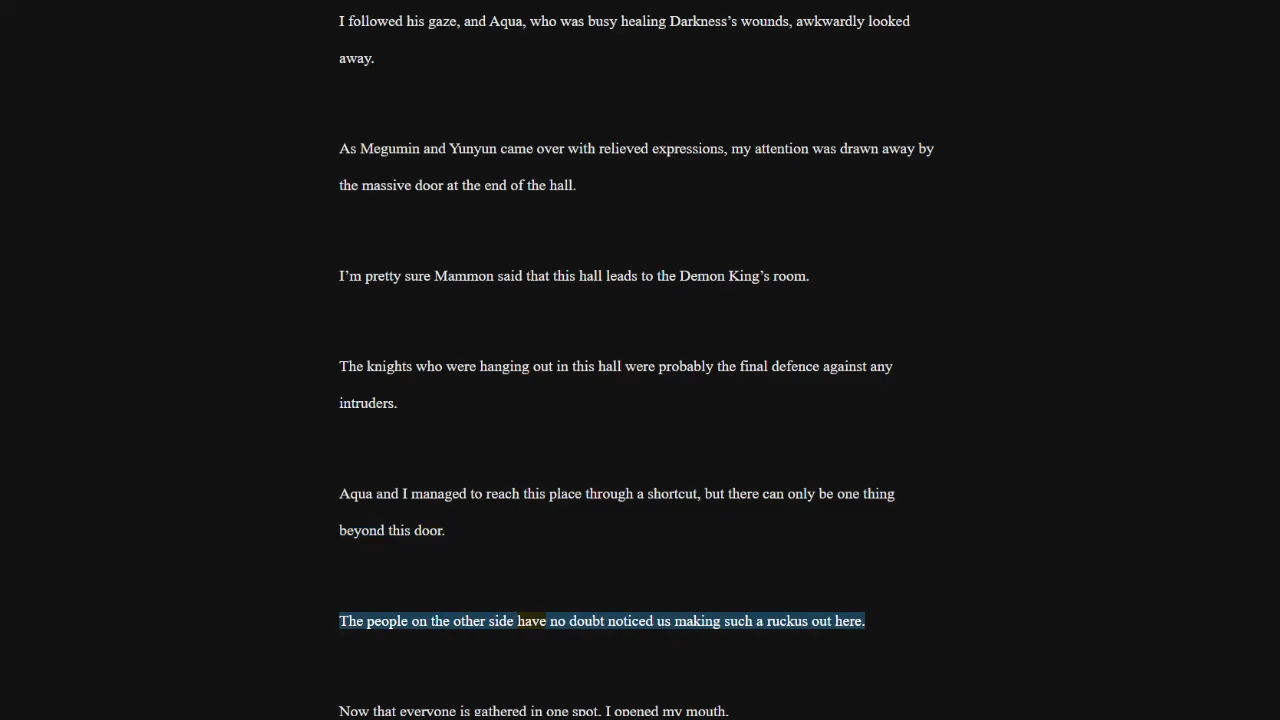 I followed his gaze, and Aqua, who was busy healing Darkness’s wounds, awkwardly looked
away.
As Megumin and Yunyun came over with relieved expressions, my attention was drawn away by
the massive door at the end of the hall.
I’m pretty sure Mammon said that this hall leads to the Demon King’s room.
The knights who were hanging out in this hall were probably the final defence against any
intruders.
Aqua and I managed to reach this place through a shortcut, but there can only be one thing
beyond this door.
The people on the other side have no doubt noticed us making such a ruckus out here.
Now that everyone is gathered in one spot, I opened my mouth.